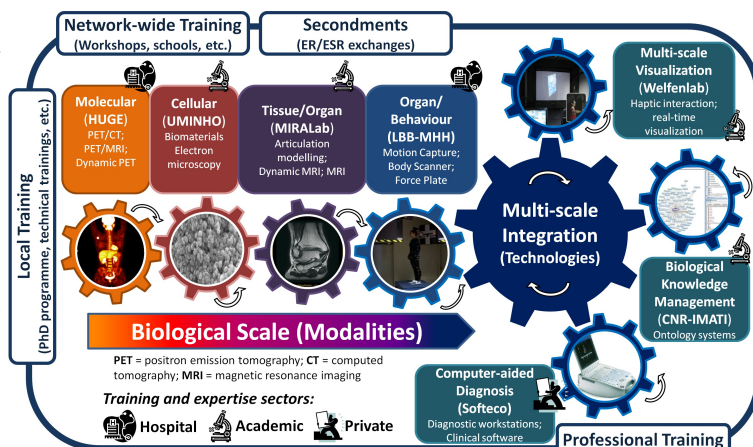 Network-wide Training
(Workshops, schools, etc.)
Secondments
(ER/ESR exchanges)
Local Training
(PhD programme, technical trainings, etc.)
Molecular
(HUGE)
PET/CT;
PET/MRI;
Dynamic PET
Cellular
(UMINHO)
Biomaterials
Electron
microscopy
Tissue/Organ
(MIRALab)
Articulation
modelling;
Dynamic MRI; MRI
Organ/
Behaviour
(LBB-MHH)
Motion Capture;
Body Scanner;
Force Plate
Multi-scale
Visualization
(Welfenlab)
Haptic interaction;
real-time
visualization
Multi-scale
Integration
(Technologies)
Biological
Knowledge
Management
(CNR-IMATI)
Ontology systems
Biological Scale (Modalities)
PET = positron emission tomography; CT = computed
tomography; MRI = magnetic resonance imaging
Computer-aided
Diagnosis
(Softeco)
Diagnostic workstations;
Clinical software
Training and expertise sectors:
Hospital
Academic
Private
Professional Training